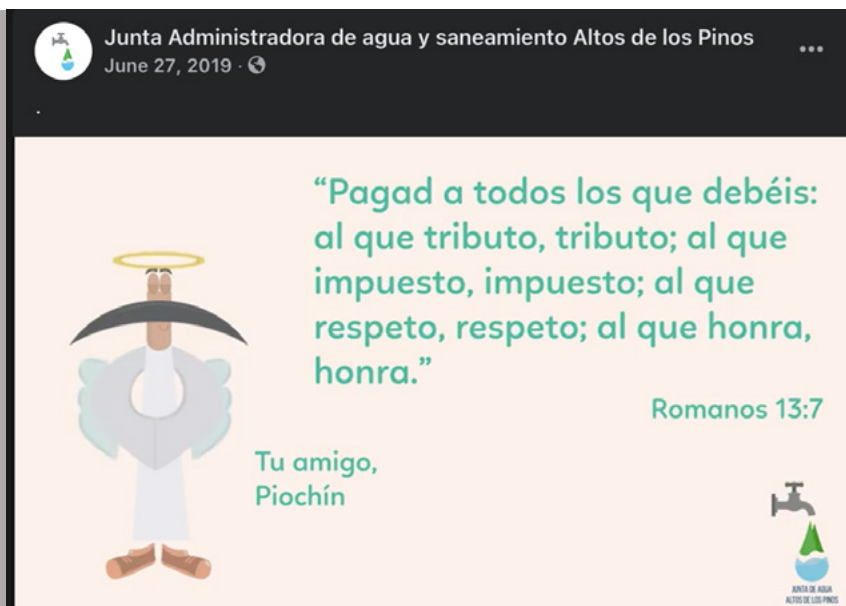 Junta Administradora de agua y saneamiento Altos de los Pinos
June 27, 2019 ·
.
“Pagad a todos los que debéis:
al que tributo, tributo; al que
impuesto, impuesto; al que
respeto, respeto; al que honra,
honra.”
Romanos 13:7
Tu amigo,
Piochín
JUNTA DE AGUA
ALTOS DE LOS PINOS